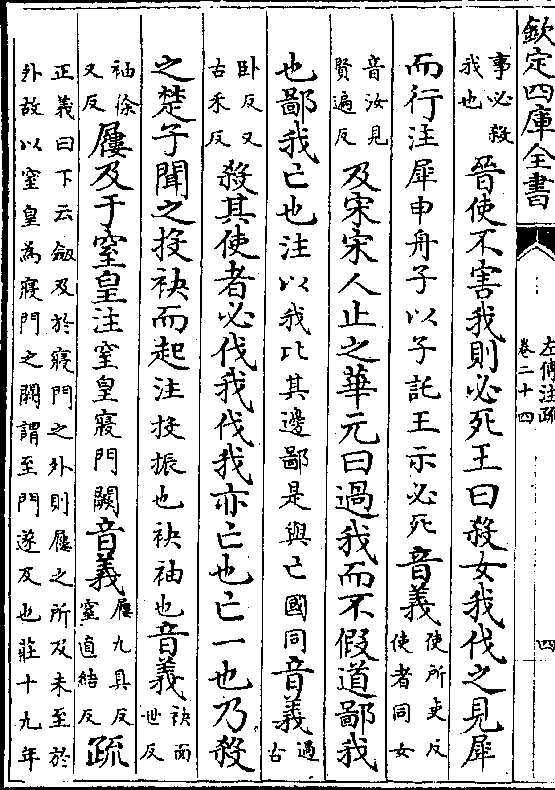 欽定四庫全書
左傳注疏
卷二十四
四
事必殺我也晉使不害我則必死王曰殺女我伐之見犀
而行注犀申舟子以子託王示必死音義使所吏反使者同女
音汝見賢遍反及宋宋人止之華元曰過我而不假道鄙我
也鄙我亡也注以我比其邊鄙是與亡國同音義過古
卧反又古禾反殺其使者必伐我伐我亦亡也亡一也乃殺
之楚子聞之投袂而起注投振也袂袖也音義袂面世反
袖徐又反屨及于窒皇注窒皇寢門闕音義屨九具反窒直結反疏
正義曰下云劔及於寢門之外則屨之所及未至於
外故以窒皇為寢門之闕謂至門遂及也莊十九年